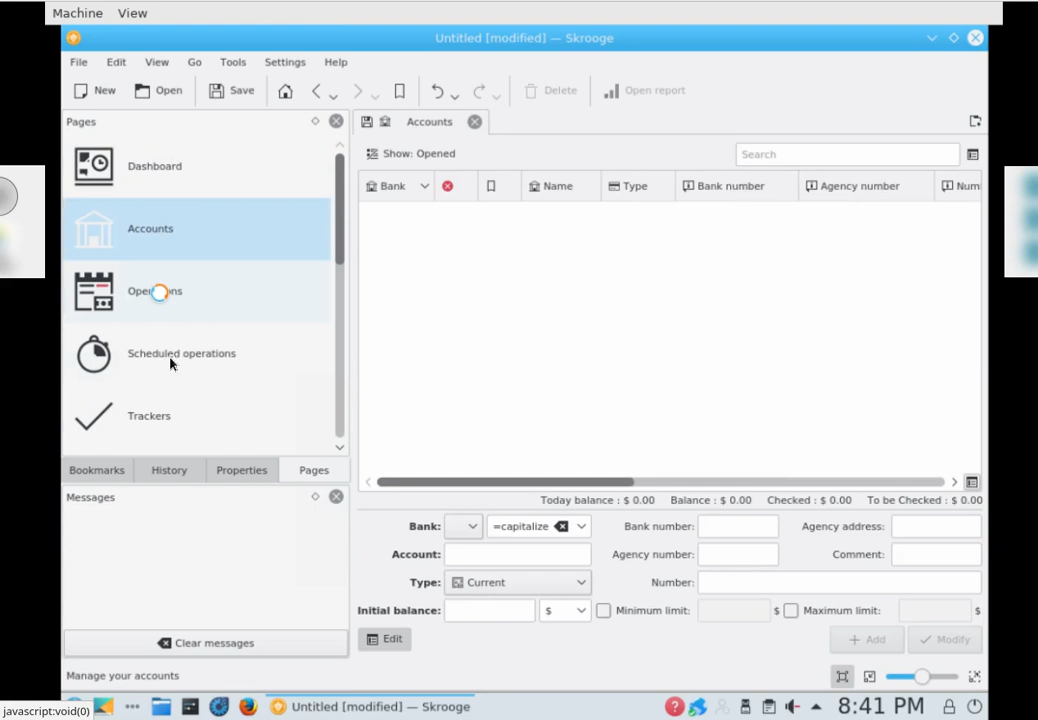 Machine View
Untitled [modified] — Skrooge
File Edit View Go Tools Settings Help
New Open Save Delete Open report
Pages
Accounts
Dashboard
Accounts
Operations
Scheduled operations
Trackers
Show: Opened
Search
Bank Name Type Bank number Agency number Num
Bookmarks History Properties Pages
Messages
Clear messages
Today balance : $ 0.00 Balance : $ 0.00 Checked : $ 0.00 To be Checked : $ 0.00
Bank: =capitalize Bank number: Agency address:
Account: Agency number: Comment:
Type: Current Number:
Initial balance: $ Minimum limit: $ Maximum limit: $
Edit Add Modify
Manage your accounts
javascript:void(0)
Untitled [modified] — Skrooge
8:41 PM